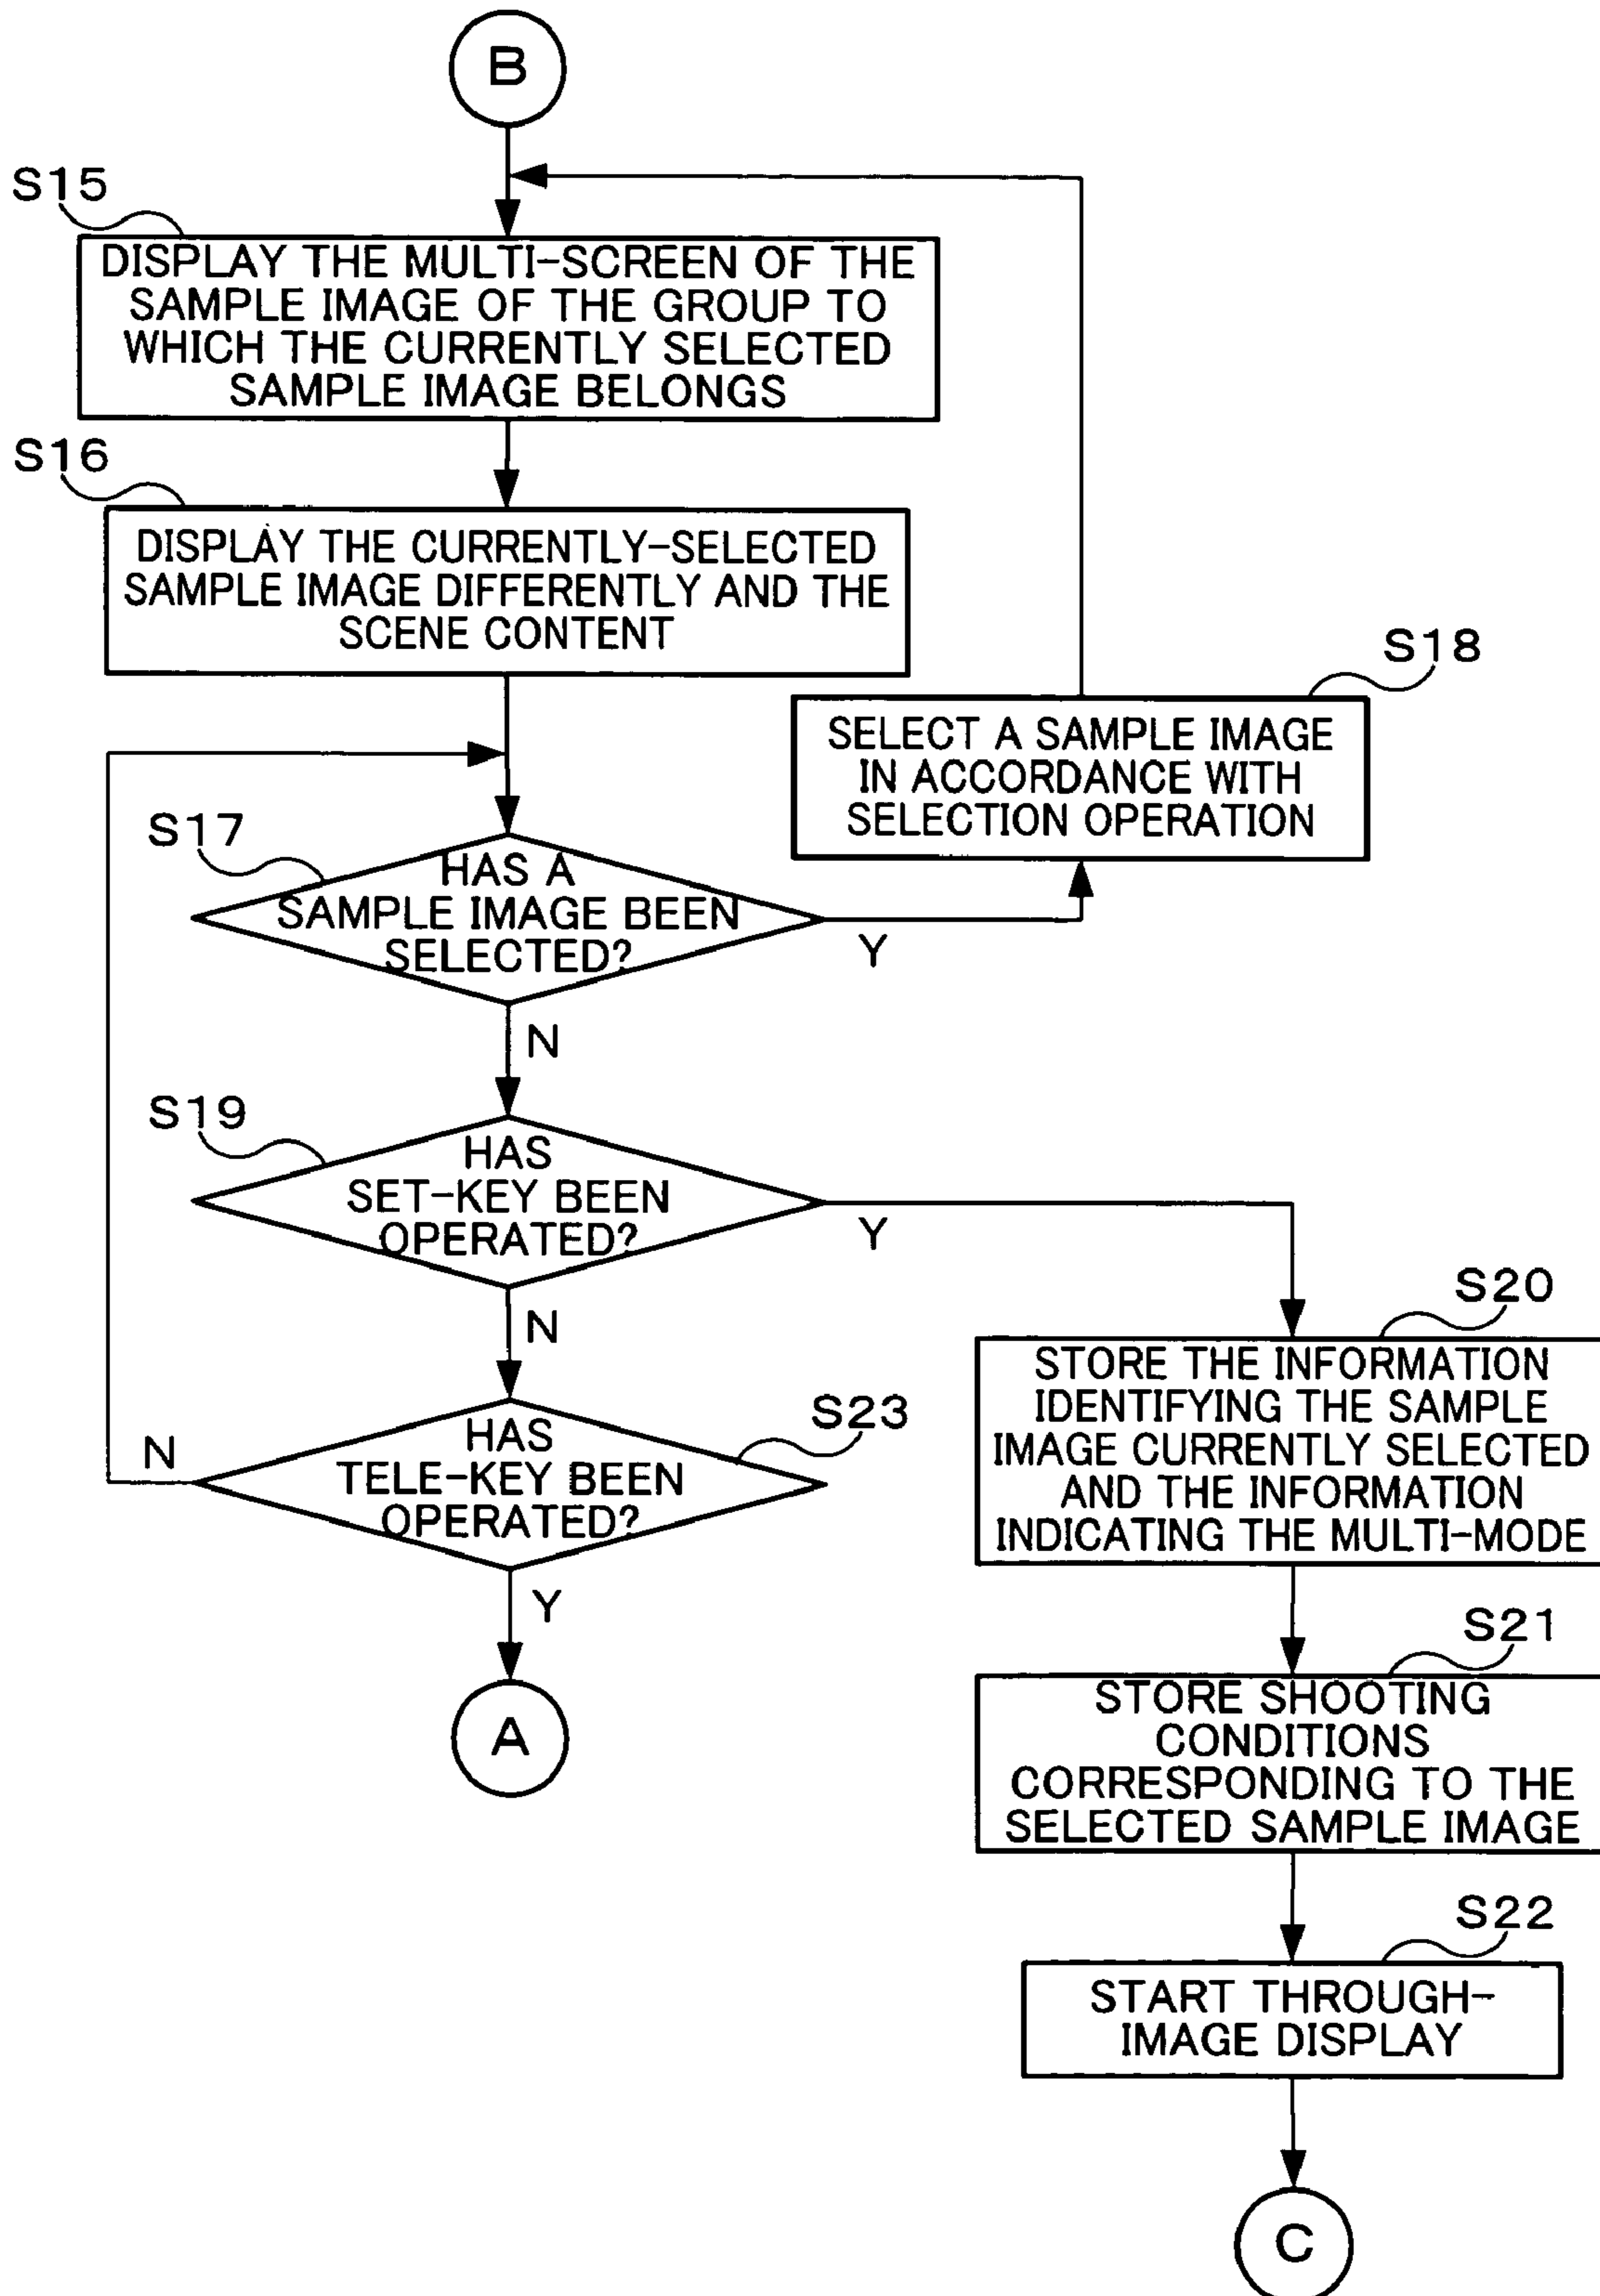 B
S15
DISPLAY THE MULTI-SCREEN OF THE
SAMPLE IMAGE OF THE GROUP TO
WHICH THE CURRENTLY SELECTED
SAMPLE IMAGE BELONGS
S16
DISPLAY THE CURRENTLY-SELECTED
SAMPLE IMAGE DIFFERENTLY AND THE
SCENE CONTENT
S18
SELECT A SAMPLE IMAGE
IN ACCORDANCE WITH
SELECTION OPERATION
S17
HAS A
SAMPLE IMAGE BEEN
SELECTED?
Y
N
S19
HAS
SET-KEY BEEN
OPERATED?
Y
N
S20
STORE THE INFORMATION
IDENTIFYING THE SAMPLE
IMAGE CURRENTLY SELECTED
AND THE INFORMATION
INDICATING THE MULTI-MODE
S23
HAS
TELE-KEY BEEN
OPERATED?
N
Y
A
S21
STORE SHOOTING
CONDITIONS
CORRESPONDING TO THE
SELECTED SAMPLE IMAGE
S22
START THROUGH-
IMAGE DISPLAY
C